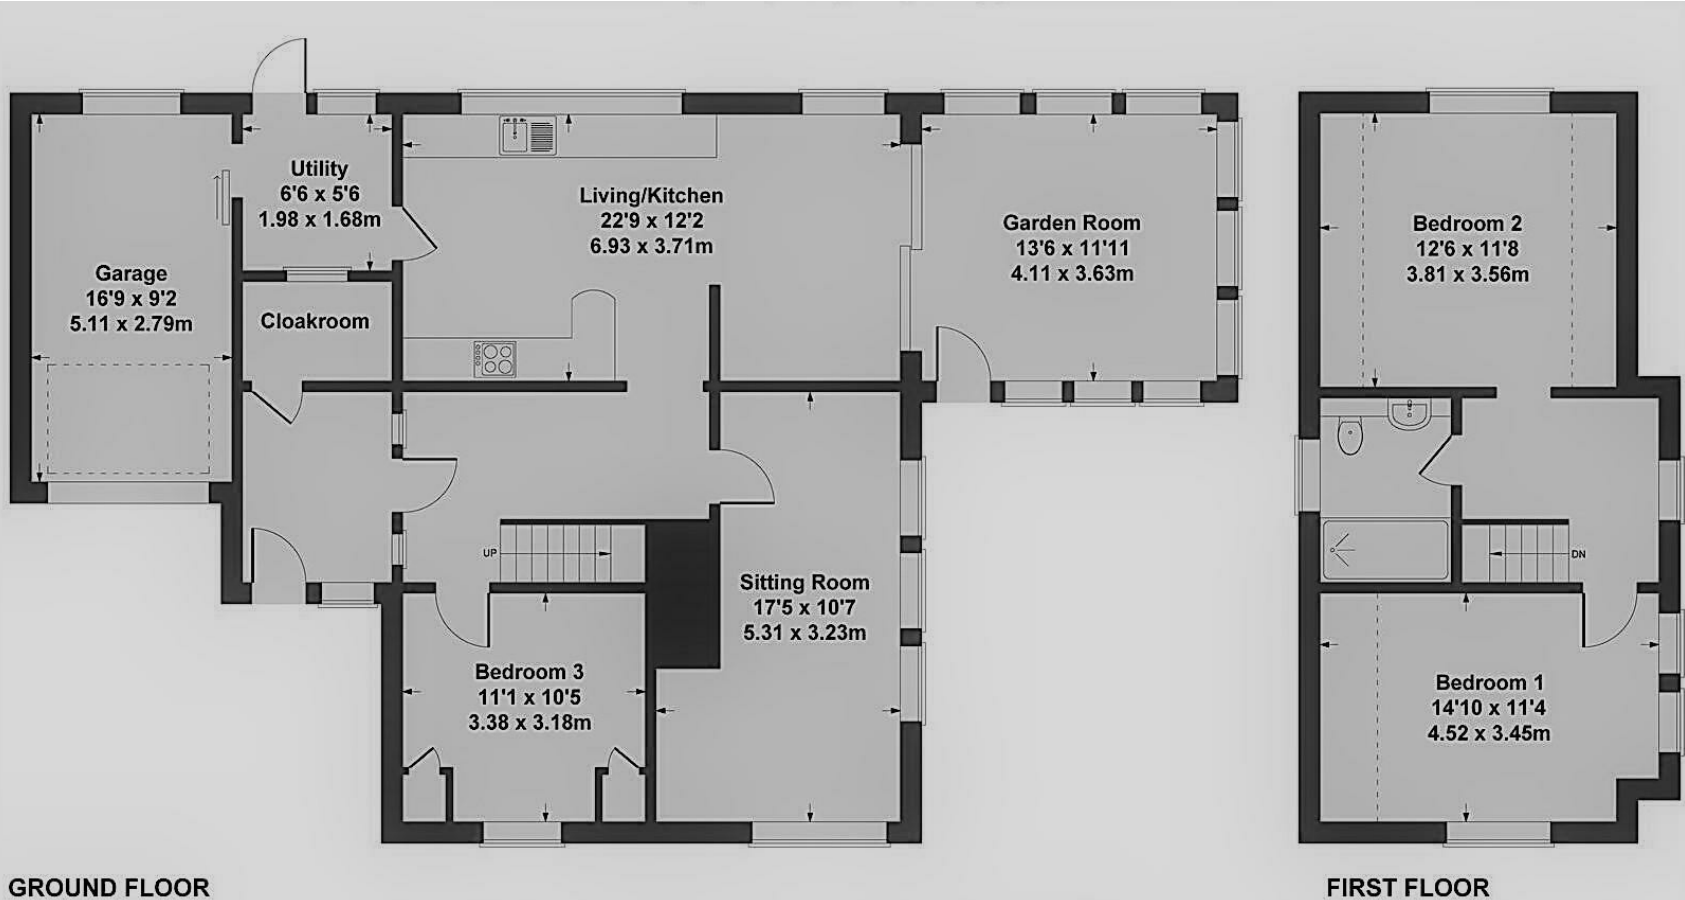 Utility
6'6 x 5'6
1.98 x 1.68m
Living/Kitchen
22'9 x 12'2
6.93 x 3.71m
Garden Room
13'6 x 11'11
4.11 x 3.63m
Garage
16'9 x 9'2
5.11 x 2.79m
Cloakroom
UP
Sitting Room
17'5 x 10'7
5.31 x 3.23m
Bedroom 3
11'1 x 10'5
3.38 x 3.18m
GROUND FLOOR
Bedroom 2
12'6 x 11'8
3.81 x 3.56m
DN
Bedroom 1
14'10 x 11'4
4.52 x 3.45m
FIRST FLOOR